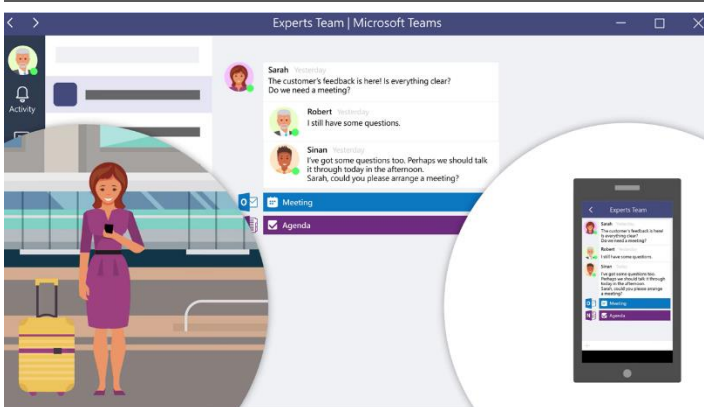 Experts Team | Microsoft Teams
Activity
Sarah Yesterday
The customer's feedback is here! Is everything clear?
Do we need a meeting?
Robert Yesterday
I still have some questions.
Sinan Yesterday
I've got some questions too. Perhaps we should talk
it through today in the afternoon.
Sarah, could you please arrange a meeting?
Meeting
Agenda
Experts Team
Sarah Yesterday
The customer's feedback is here!
Is everything clear?
Do we need a meeting?
Robert Yesterday
I still have some questions.
Sinan
I've got some questions too.
Perhaps we should talk it through
today in the afternoon.
Sarah, could you please arrange
a meeting?
Meeting
Agenda